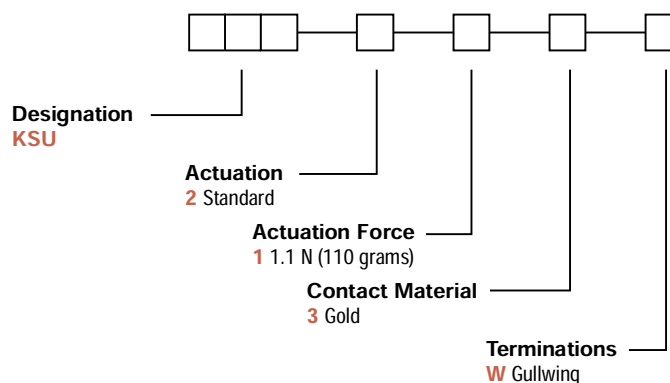 Designation
KSU
Actuation
2 Standard
Actuation Force
1 1.1 N (110 grams)
Contact Material
3 Gold
Terminations
W Gullwing